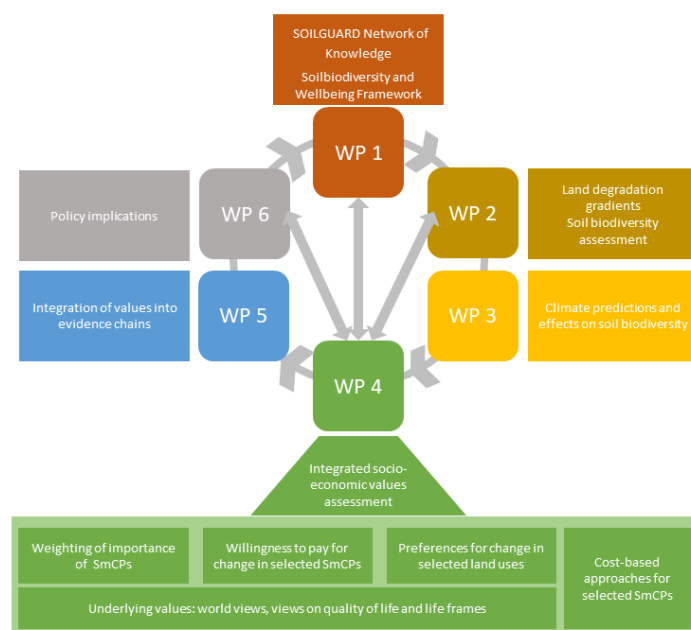 SOILGUARD Network of
Knowledge
Soilbiodiversity and
Wellbeing Framework
WP 1
WP 6
WP 2
Policy implications
Land degradation
gradients
Soil biodiversity
assessment
Integration of values into
evidence chains
WP 5
WP 3
Climate predictions and
effects on soil biodiversity
WP 4
Integrated socio-
economic values
assessment
Weighting of importance
of SmCPs
Willingness to pay for
change in selected SmCPs
Preferences for change in
selected land uses
Cost-based
approaches for
selected SmCPs
Underlying values: world views, views on quality of life and life frames